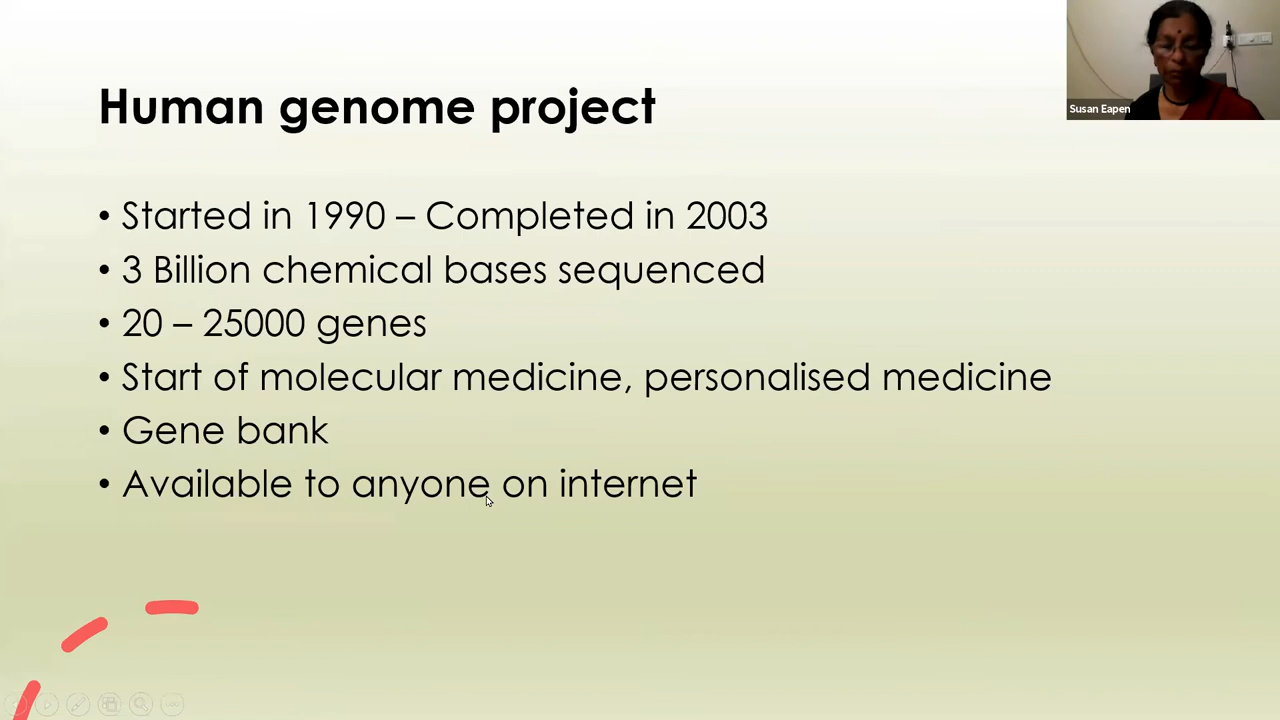 Human genome project
Susan Eapen
• Started in 1990 – Completed in 2003
• 3 Billion chemical bases sequenced
• 20 – 25000 genes
• Start of molecular medicine, personalised medicine
• Gene bank
• Available to anyone on internet